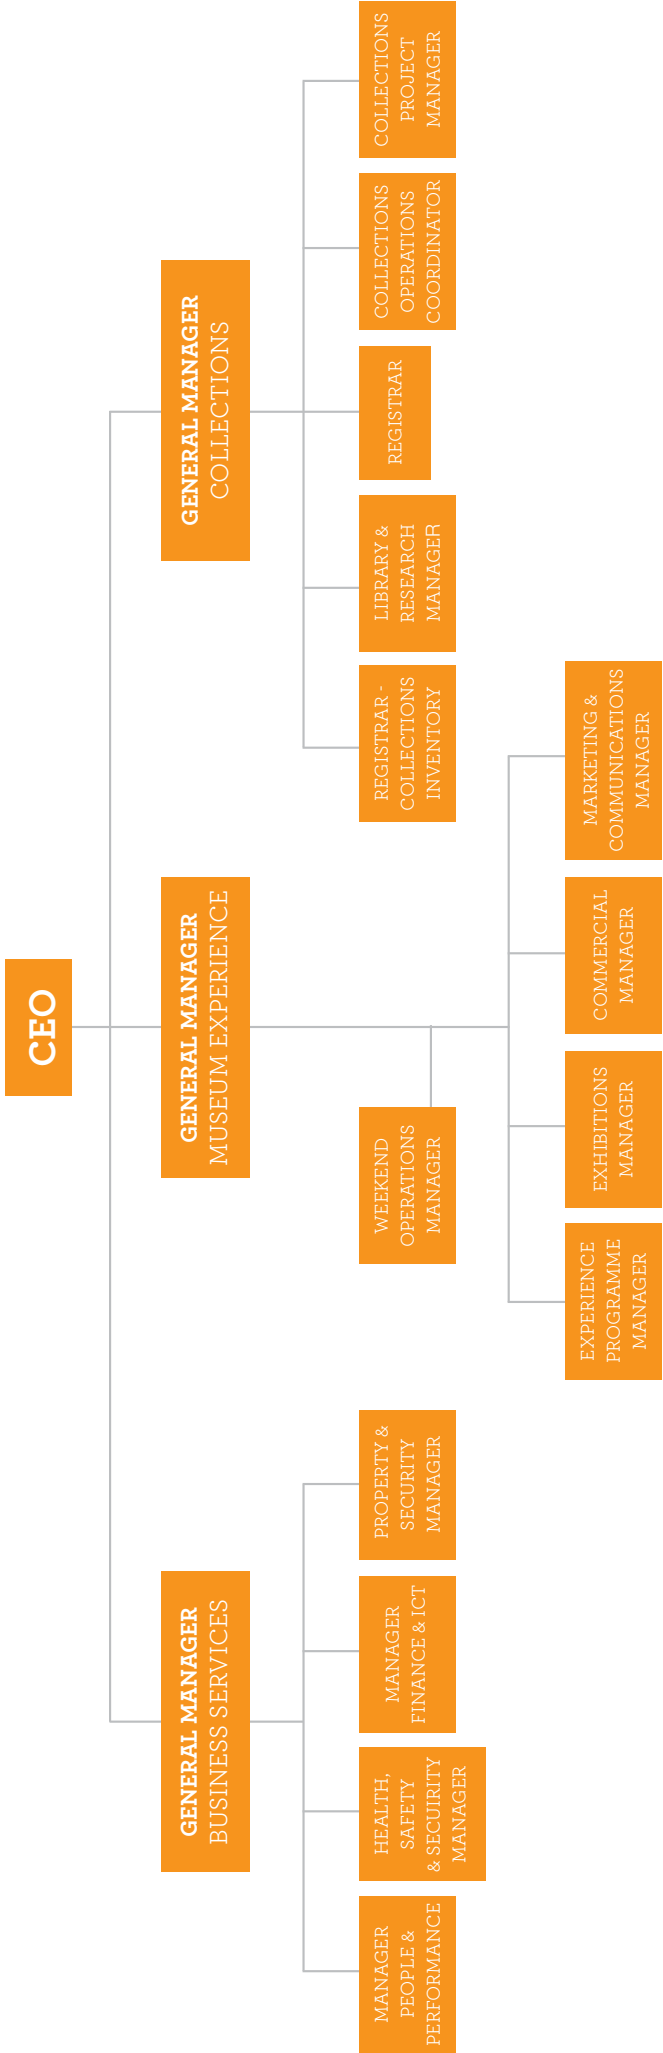 CEO
GENERAL MANAGER
BUSINESS SERVICES
GENERAL MANAGER
MUSEUM EXPERIENCE
GENERAL MANAGER
COLLECTIONS
MANAGER
PEOPLE &
PERFORMANCE
HEALTH,
SAFETY
& SECUIRITY
MANAGER
MANAGER
FINANCE & ICT
PROPERTY &
SECURITY
MANAGER
WEEKEND
OPERATIONS
MANAGER
REGISTRAR -
COLLECTIONS
INVENTORY
LIBRARY &
RESEARCH
MANAGER
REGISTRAR
COLLECTIONS
OPERATIONS
COORDINATOR
COLLECTIONS
PROJECT
MANAGER
EXPERIENCE
PROGRAMME
MANAGER
EXHIBITIONS
MANAGER
COMMERCIAL
MANAGER
MARKETING &
COMMUNICATIONS
MANAGER